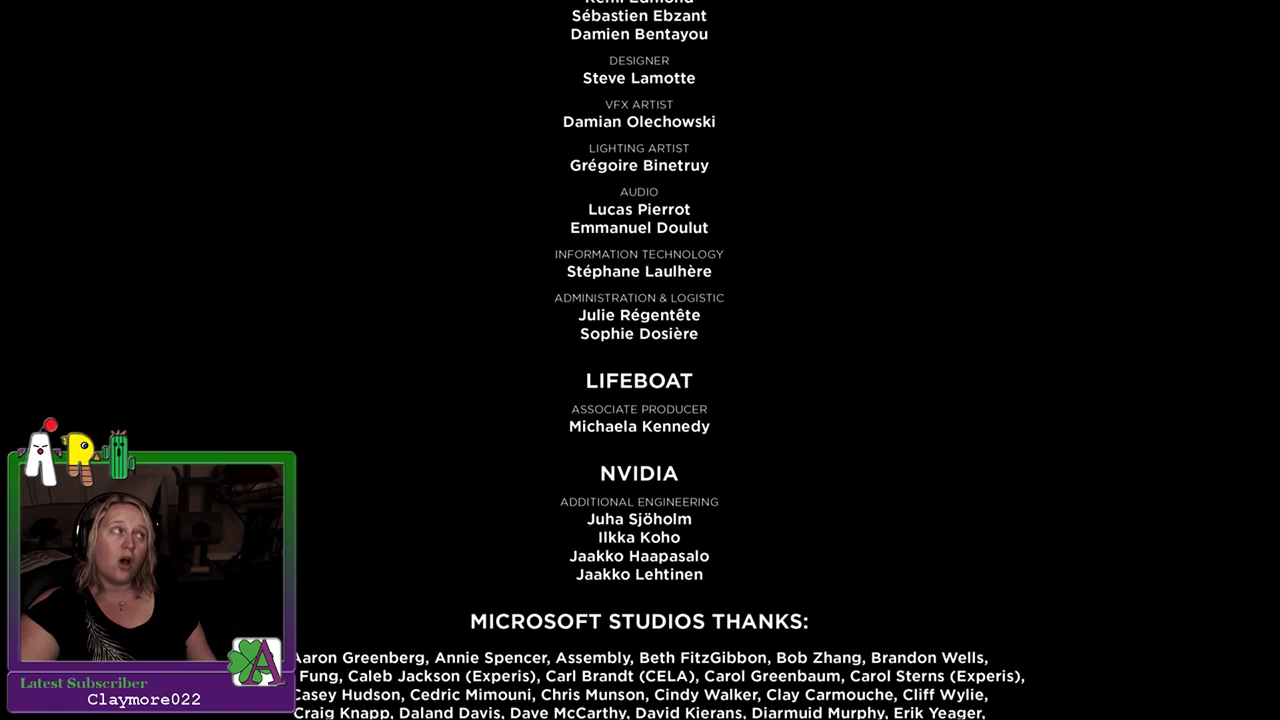 Sébastien Ebzant
Damien Bentayou
DESIGNER
Steve Lamotte
VFX ARTIST
Damian Olechowski
LIGHTING ARTIST
Grégoire Binetruy
AUDIO
Lucas Pierrot
Emmanuel Doulut
INFORMATION TECHNOLOGY
Stéphane Laulhère
ADMINISTRATION & LOGISTIC
Julie Régentête
Sophie Dosière
LIFEBOAT
ASSOCIATE PRODUCER
Michaela Kennedy
NVIDIA
ADDITIONAL ENGINEERING
Juha Sjöholm
Ilkka Koho
Jaakko Haapasalo
Jaakko Lehtinen
MICROSOFT STUDIOS THANKS:
Aaron Greenberg, Annie Spencer, Assembly, Beth FitzGibbon, Bob Zhang, Brandon Wells,
Fung, Caleb Jackson (Experis), Carl Brandt (CELA), Carol Greenbaum, Carol Sterns (Experis),
Casey Hudson, Cedric Mimouni, Chris Munson, Cindy Walker, Clay Carmouche, Cliff Wylie,
Craig Knapp, Daland Davis, Dave McCarthy, David Kierans, Diarmuid Murphy, Erik Yeager,
ART
A
Latest Subscriber
Claymore022